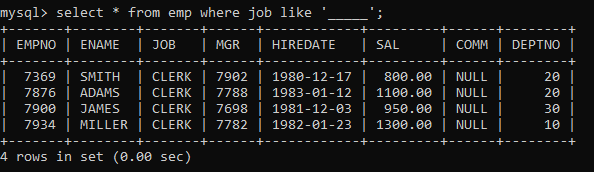 mysql> select * from emp where job like '_____';
+-------+--------+-------+------+------------+---------+------+--------+
| EMPNO | ENAME  | JOB   | MGR  | HIREDATE   | SAL     | COMM | DEPTNO |
+-------+--------+-------+------+------------+---------+------+--------+
|  7369 | SMITH  | CLERK | 7902 | 1980-12-17 |  800.00 | NULL |     20 |
|  7876 | ADAMS  | CLERK | 7788 | 1983-01-12 | 1100.00 | NULL |     20 |
|  7900 | JAMES  | CLERK | 7698 | 1981-12-03 |  950.00 | NULL |     30 |
|  7934 | MILLER | CLERK | 7782 | 1982-01-23 | 1300.00 | NULL |     10 |
+-------+--------+-------+------+------------+---------+------+--------+
4 rows in set (0.00 sec)